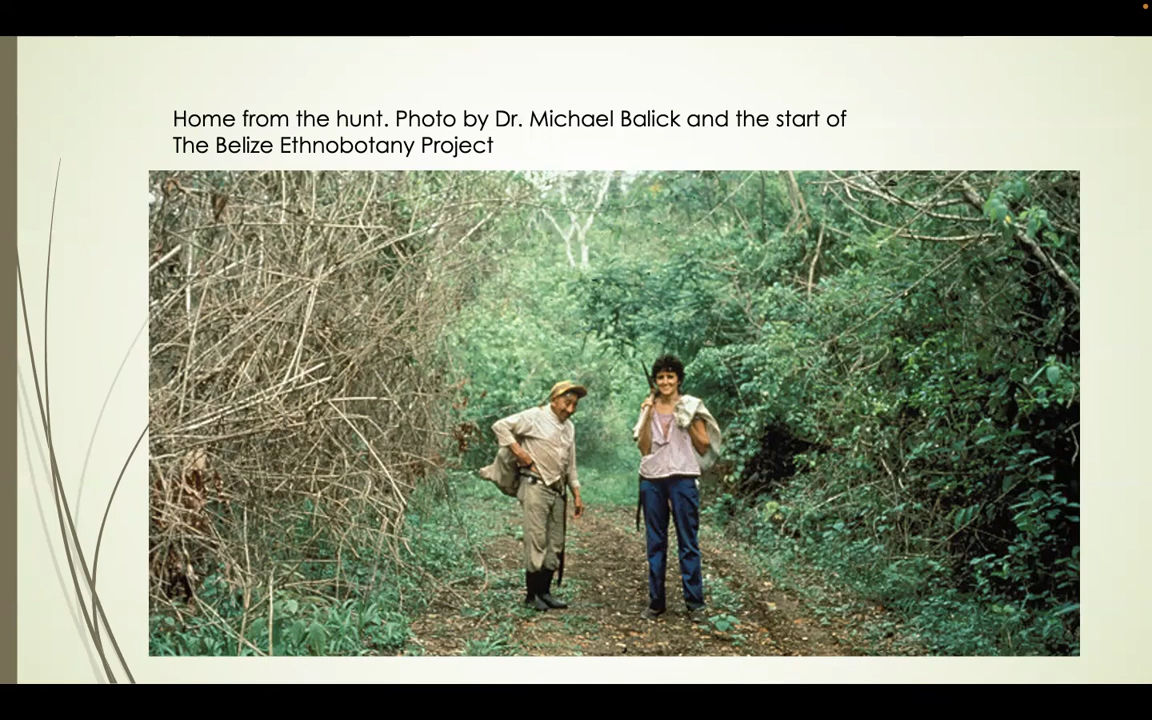 Home from the hunt. Photo by Dr. Michael Balick and the start of
The Belize Ethnobotany Project